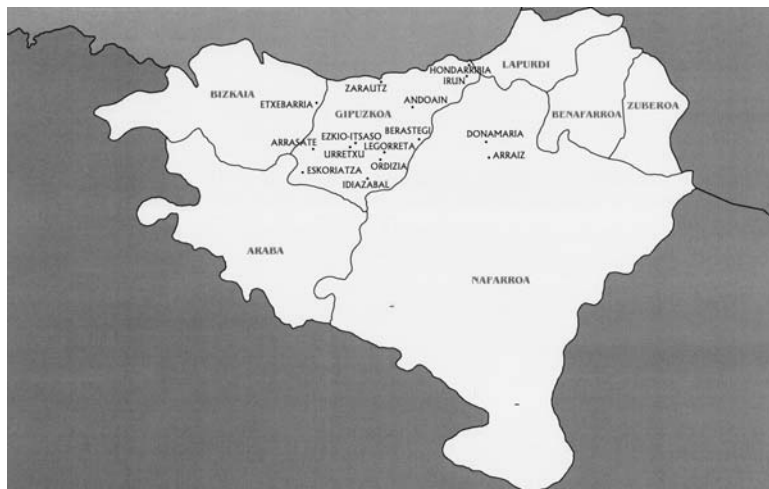 LAPURDI
HONDARRIBIA
IRUN
ZARAUTZ
BIZKAIA
ETXEBARRIA
GIPUZKOA
ANDOAIN
BENAFARROA
ZUBEROA
BERASTEGI
EZKIO-ITSASO
DONAMARIA
ARRASATE
LEGORRETA
URRETXU
ARRAIZ
ORDIZIA
ESKORIATZA
IDIAZABAL
ARABA
NAFARROA